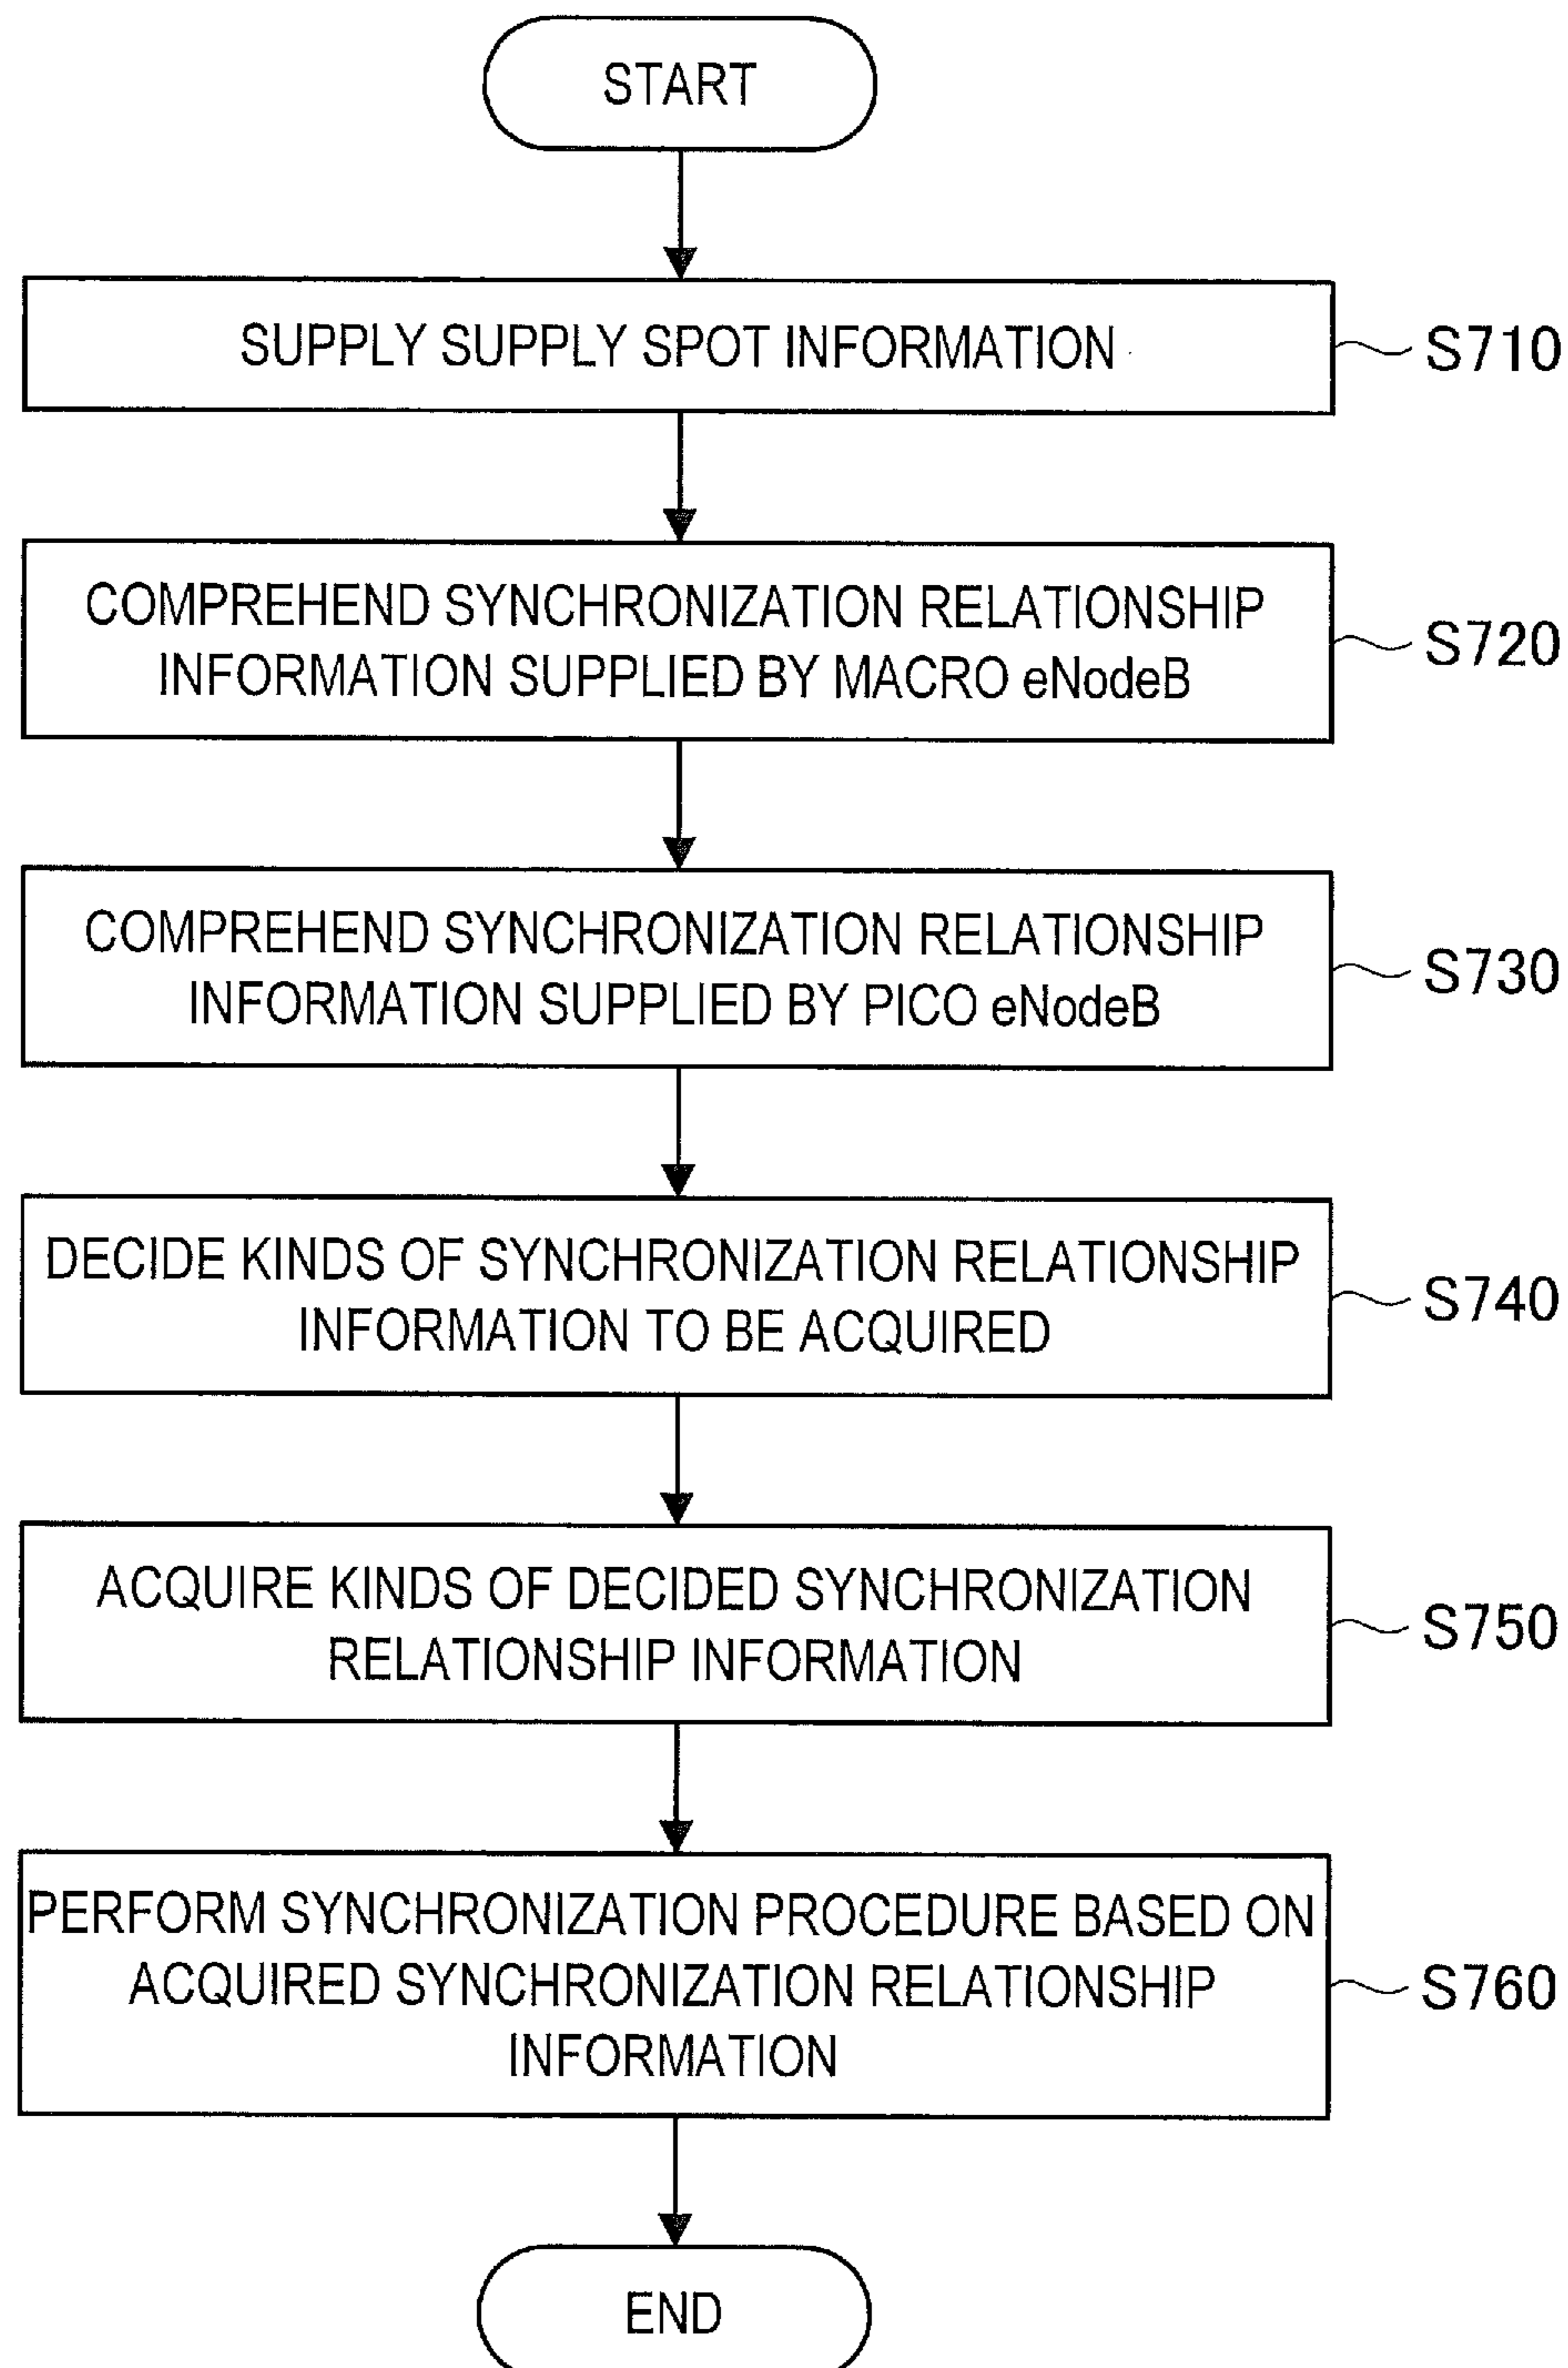 START
SUPPLY SUPPLY SPOT INFORMATION
S710
COMPREHEND SYNCHRONIZATION RELATIONSHIP
INFORMATION SUPPLIED BY MACRO eNodeB
S720
COMPREHEND SYNCHRONIZATION RELATIONSHIP
INFORMATION SUPPLIED BY PICO eNodeB
S730
DECIDE KINDS OF SYNCHRONIZATION RELATIONSHIP
INFORMATION TO BE ACQUIRED
S740
ACQUIRE KINDS OF DECIDED SYNCHRONIZATION
RELATIONSHIP INFORMATION
S750
PERFORM SYNCHRONIZATION PROCEDURE BASED ON
ACQUIRED SYNCHRONIZATION RELATIONSHIP
INFORMATION
S760
END